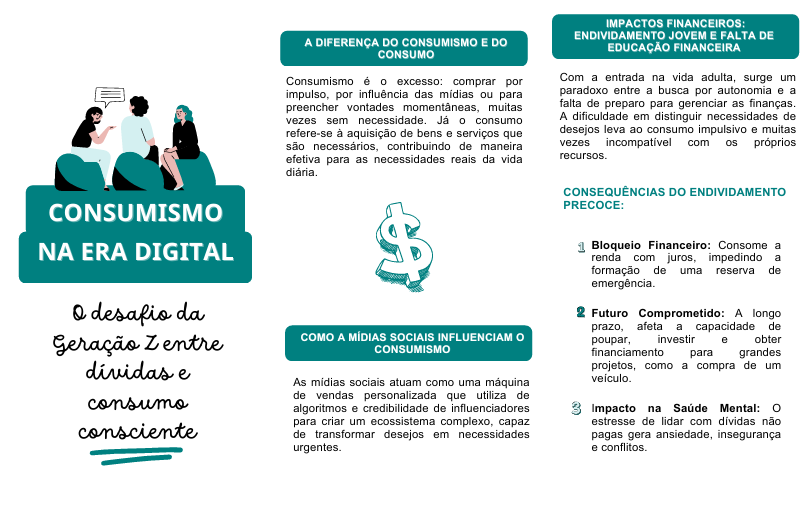 CONSUMISMO
NA ERA DIGITAL
O desafio da
Geração Z entre
dívidas e
consumo
consciente
A DIFERENÇA DO CONSUMISMO E DO
CONSUMO
Consumismo é o excesso: comprar por
impulso, por influência das mídias ou para
preencher vontades momentâneas, muitas
vezes sem necessidade. Já o consumo
refere-se à aquisição de bens e serviços que
são necessários, contribuindo de maneira
efetiva para as necessidades reais da vida
diária.
COMO A MÍDIAS SOCIAIS INFLUENCIAM O
CONSUMISMO
As mídias sociais atuam como uma máquina
de vendas personalizada que utiliza de
algoritmos e credibilidade de influenciadores
para criar um ecossistema complexo, capaz
de transformar desejos em necessidades
urgentes.
IMPACTOS FINANCEIROS:
ENDIVIDAMENTO JOVEM E FALTA DE
EDUCAÇÃO FINANCEIRA
Com a entrada na vida adulta, surge um
paradoxo entre a busca por autonomia e a
falta de preparo para gerenciar as finanças.
A dificuldade em distinguir necessidades de
desejos leva ao consumo impulsivo e muitas
vezes incompatível com os próprios
recursos.
CONSEQUÊNCIAS DO ENDIVIDAMENTO
PRECOCE:
1 Bloqueio Financeiro: Consome a
renda com juros, impedindo a
formação de uma reserva de
emergência.
2 Futuro Comprometido: A longo
prazo, afeta a capacidade de
poupar, investir e obter
financiamento para grandes
projetos, como a compra de um
veículo.
3 Impacto na Saúde Mental: O
estresse de lidar com dívidas não
pagas gera ansiedade, insegurança
e conflitos.